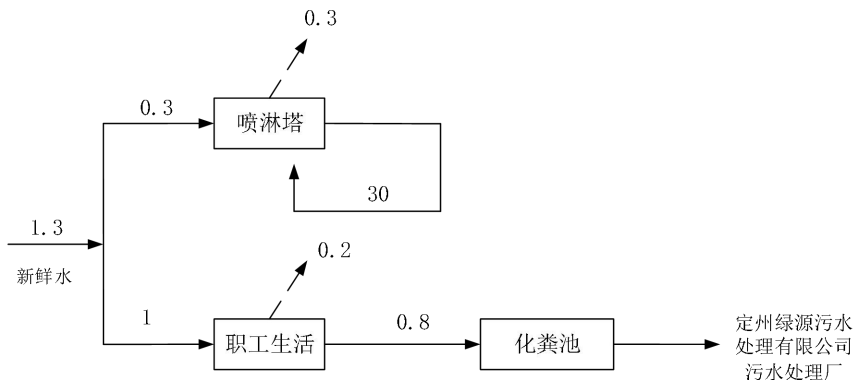 0.3
0.3
喷淋塔
30
1.3
新鲜水
0.2
1
职工生活
0.8
化粪池
定州绿源污水
处理有限公司
污水处理厂